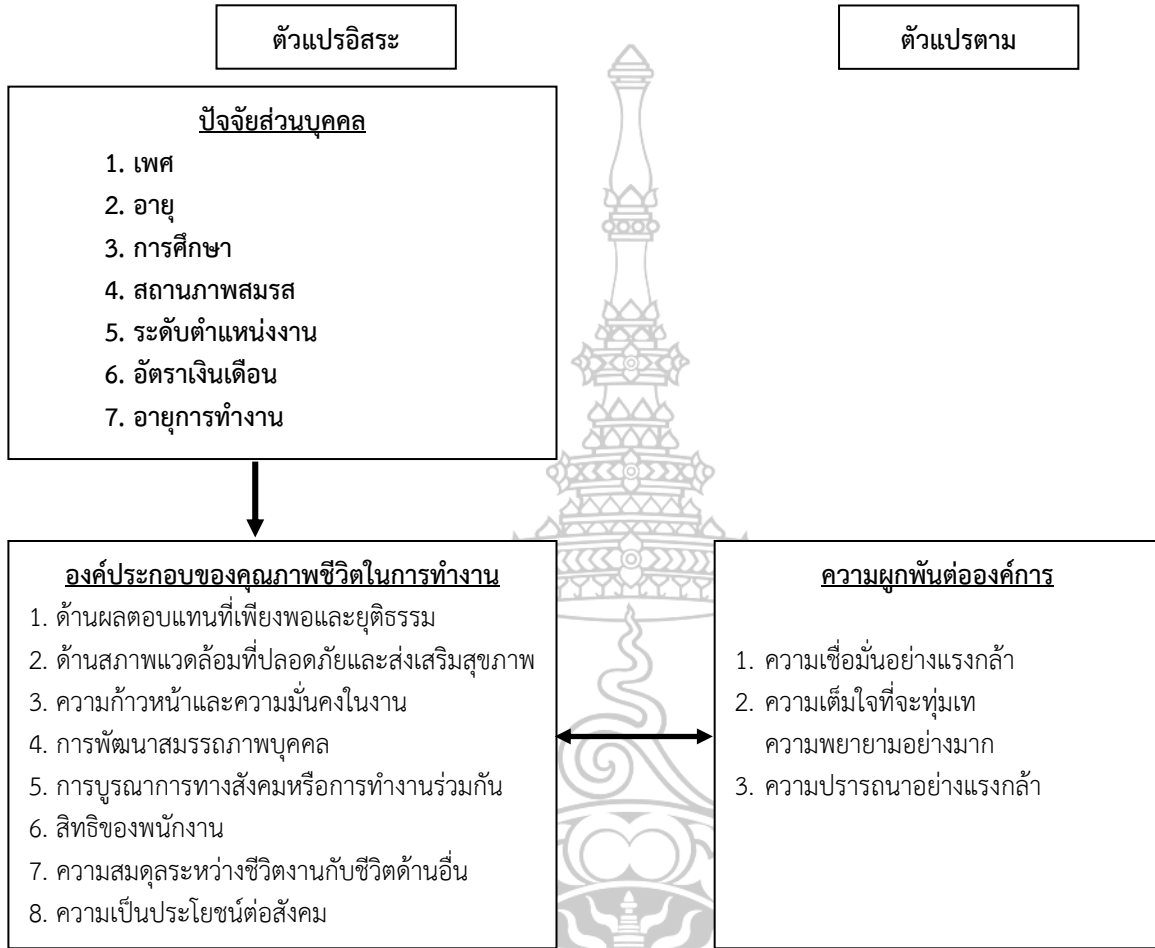 ตัวแปรอิสระ
ตัวแปรตาม
ปัจจัยส่วนบุคคล
1. เพศ
2. อายุ
3. การศึกษา
4. สถานภาพสมรส
5. ระดับตำแหน่งงาน
6. อัตราเงินเดือน
7. อายุการทำงาน
องค์ประกอบของคุณภาพชีวิตในการทำงาน
1. ด้านผลตอบแทนที่เพียงพอและยุติธรรม
2. ด้านสภาพแวดล้อมที่ปลอดภัยและส่งเสริมสุขภาพ
3. ความก้าวหน้าและความมั่นคงในงาน
4. การพัฒนาสมรรถภาพบุคคล
5. การบูรณาการทางสังคมหรือการทำงานร่วมกัน
6. สิทธิของพนักงาน
7. ความสมดุลระหว่างชีวิตงานกับชีวิตด้านอื่น
8. ความเป็นประโยชน์ต่อสังคม
ความผูกพันต่อองค์การ
1. ความเชื่อมั่นอย่างแรงกล้า
2. ความเต็มใจที่จะทุ่มเท
ความพยายามอย่างมาก
3. ความปรารถนาอย่างแรงกล้า